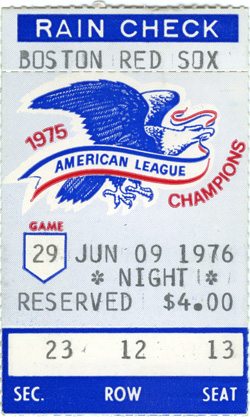 RAIN CHECK
BOSTON RED SOX
1975
AMERICAN LEAGUE
CHAMPIONS
GAME
29 JUN 09 1976
* NIGHT! *
RESERVED $4.00
23 12 13
SEC. ROW SEAT